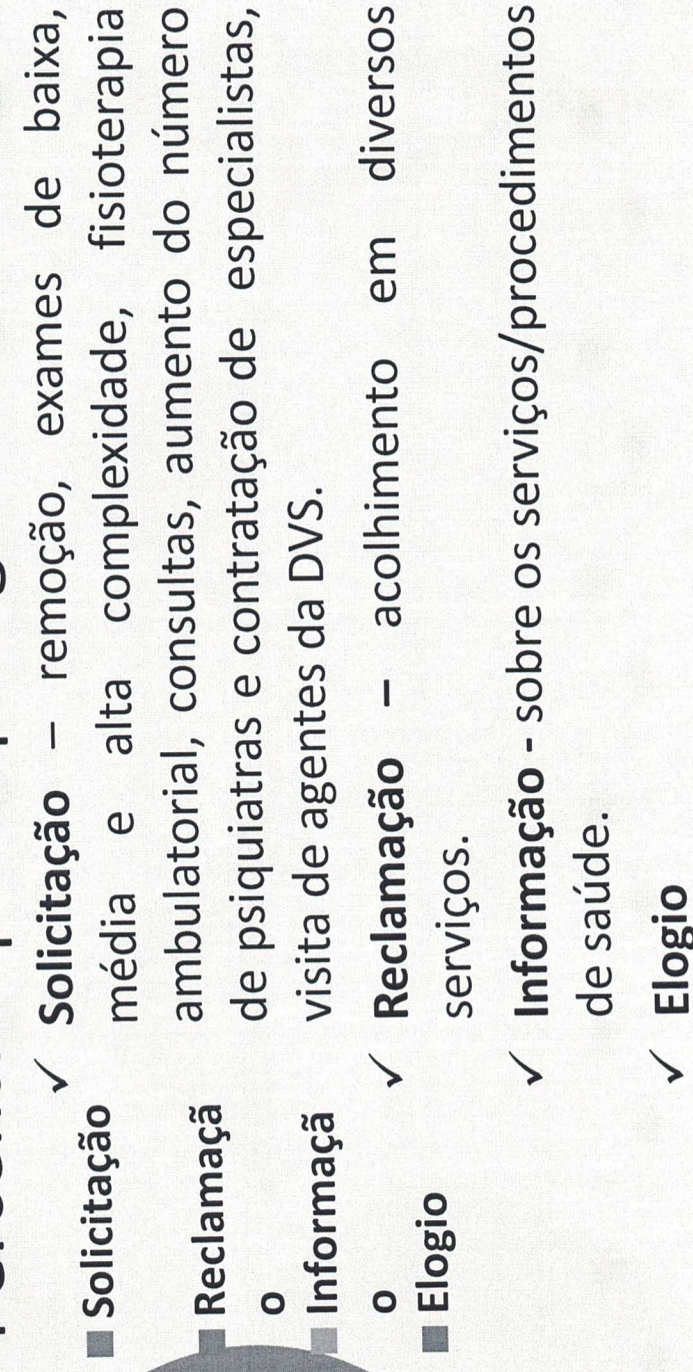 Solicitação
Reclamaçã
o
Informaçã
o
Elogio
✓ Solicitação – remoção, exames de baixa,
média e alta complexidade, fisioterapia
ambulatorial, consultas, aumento do número
de psiquiatras e contratação de especialistas,
visita de agentes da DVS.
✓ Reclamação – acolhimento em diversos
serviços.
✓ Informação - sobre os serviços/procedimentos
de saúde.
✓ Elogio